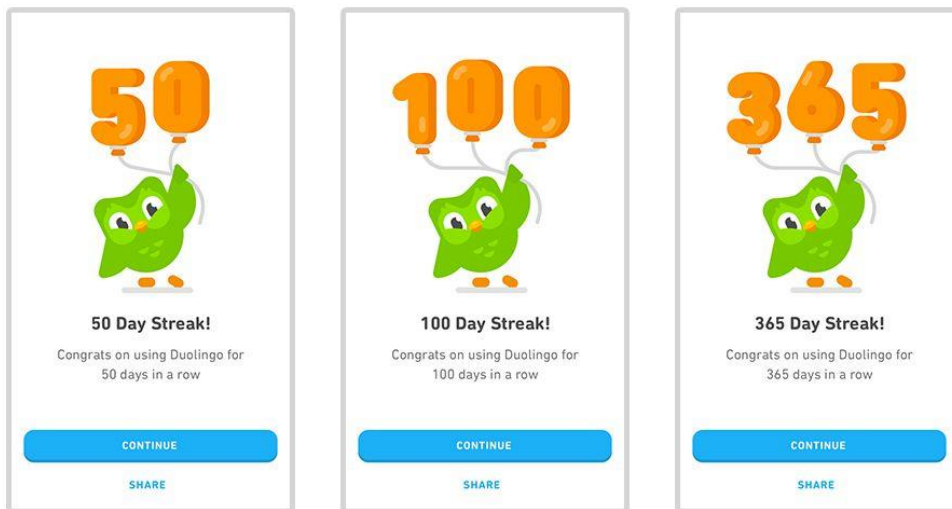 50
50 Day Streak!
Congrats on using Duolingo for
50 days in a row
CONTINUE
SHARE
100
100 Day Streak!
Congrats on using Duolingo for
100 days in a row
CONTINUE
SHARE
365
365 Day Streak!
Congrats on using Duolingo for
365 days in a row
CONTINUE
SHARE